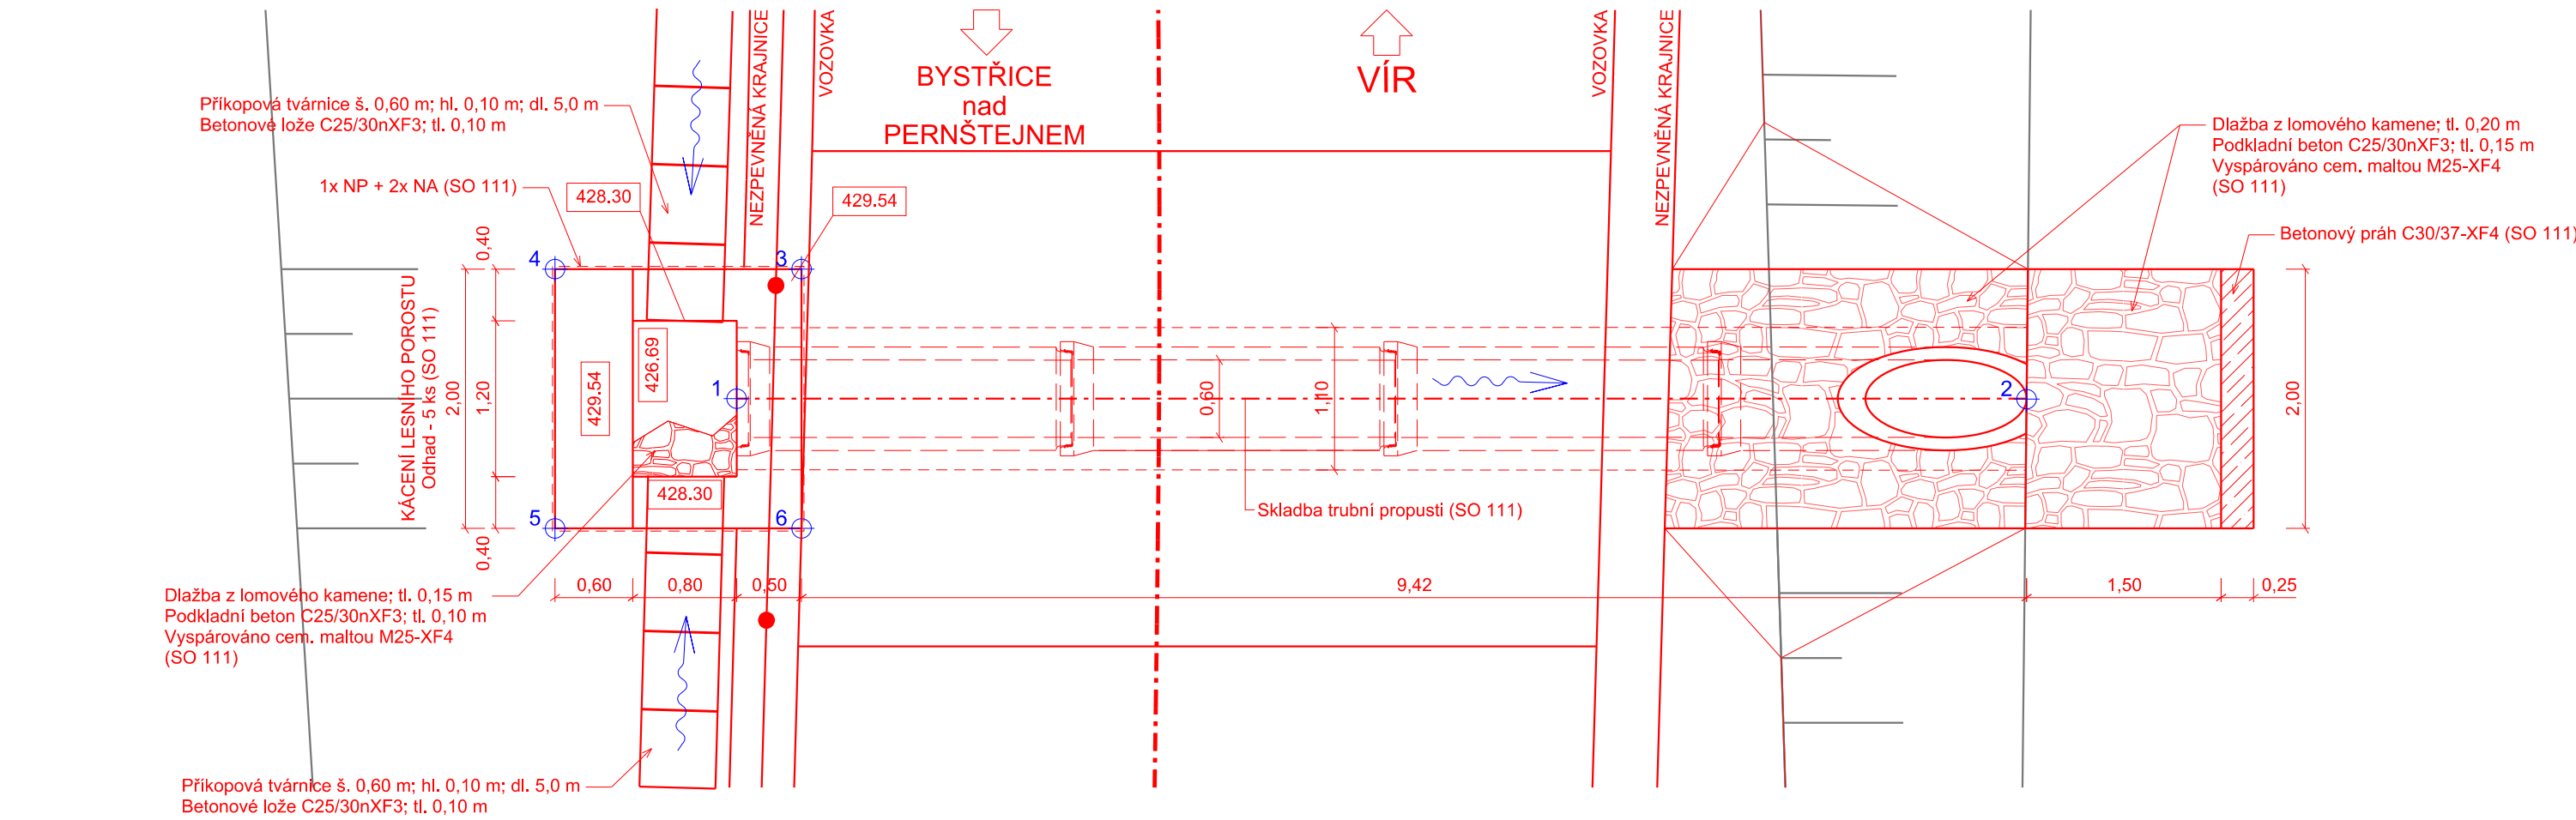 BYSTŘICE
nad
PERNŠTEJNEM
VÍR
VOZOVKA
VOZOVKA
NEZPEVNĚNÁ KRAJNICE
NEZPEVNĚNÁ KRAJNICE
Příkopová tvárnice š. 0,60 m; hl. 0,10 m; dl. 5,0 m
Betonové lože C25/30nXF3; tl. 0,10 m
1x NP + 2x NA (SO 111)
428.30
429.54
Dlažba z lomového kamene; tl. 0,20 m
Podkladní beton C25/30nXF3; tl. 0,15 m
Vyspárováno cem. maltou M25-XF4
(SO 111)
Betonový práh C30/37-XF4 (SO 111)
4
3
0,40
KÁCENÍ LESNÍHO POROSTU
Odhad - 5 ks (SO 111)
2,00
1,20
0,40
429.54
426.69
1
0,60
1,10
2
2,00
428.30
5
6
Skladba trubní propusti (SO 111)
0,60
0,80
0,50
9,42
1,50
0,25
Dlažba z lomového kamene; tl. 0,15 m
Podkladní beton C25/30nXF3; tl. 0,10 m
Vyspárováno cem. maltou M25-XF4
(SO 111)
Příkopová tvárnice š. 0,60 m; hl. 0,10 m; dl. 5,0 m
Betonové lože C25/30nXF3; tl. 0,10 m